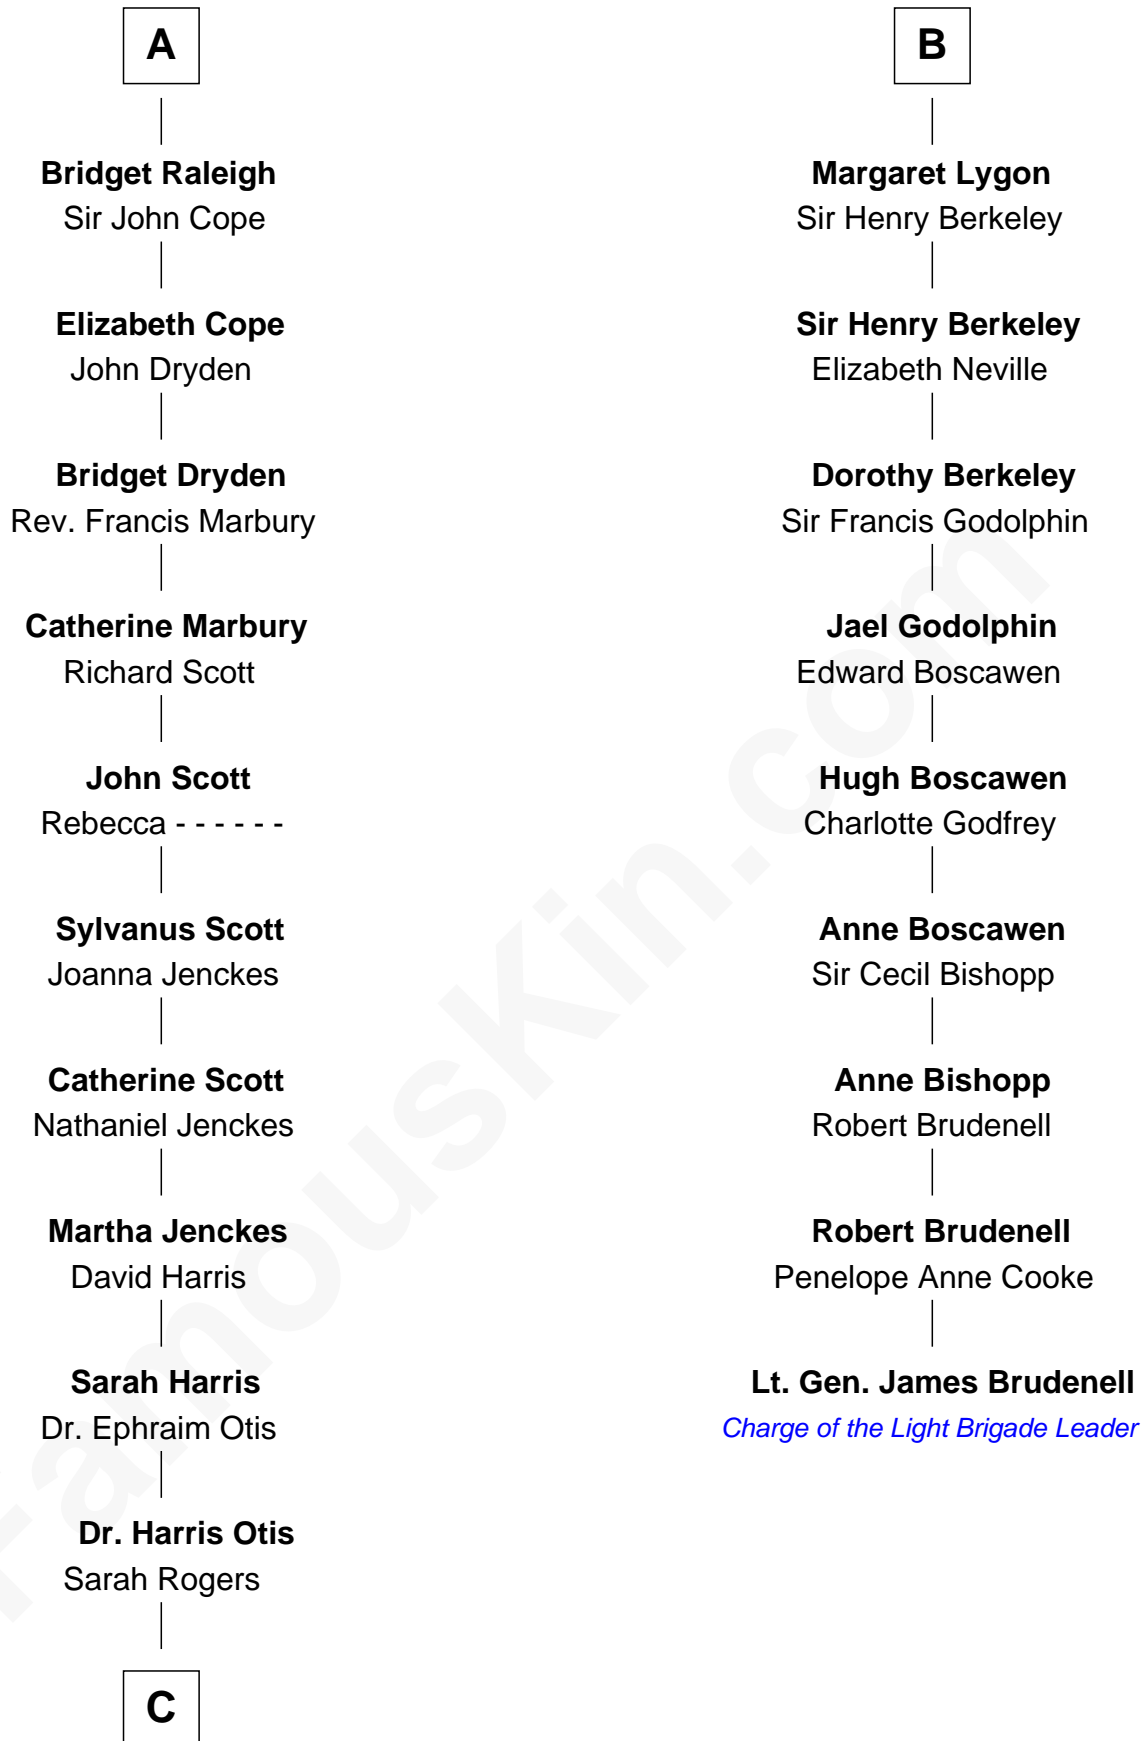 A
Bridget Raleigh
Sir John Cope
Elizabeth Cope
John Dryden
Bridget Dryden
Rev. Francis Marbury
Catherine Marbury
Richard Scott
John Scott
Rebecca - - - - - -
Sylvanus Scott
Joanna Jenckes
Catherine Scott
Nathaniel Jenckes
Martha Jenckes
David Harris
Sarah Harris
Dr. Ephraim Otis
Dr. Harris Otis
Sarah Rogers
C
B
Margaret Lygon
Sir Henry Berkeley
Sir Henry Berkeley
Elizabeth Neville
Dorothy Berkeley
Sir Francis Godolphin
Jael Godolphin
Edward Boscawen
Hugh Boscawen
Charlotte Godfrey
Anne Boscawen
Sir Cecil Bishopp
Anne Bishopp
Robert Brudenell
Robert Brudenell
Penelope Anne Cooke
Lt. Gen. James Brudenell
Charge of the Light Brigade Leader
FamousKin.com